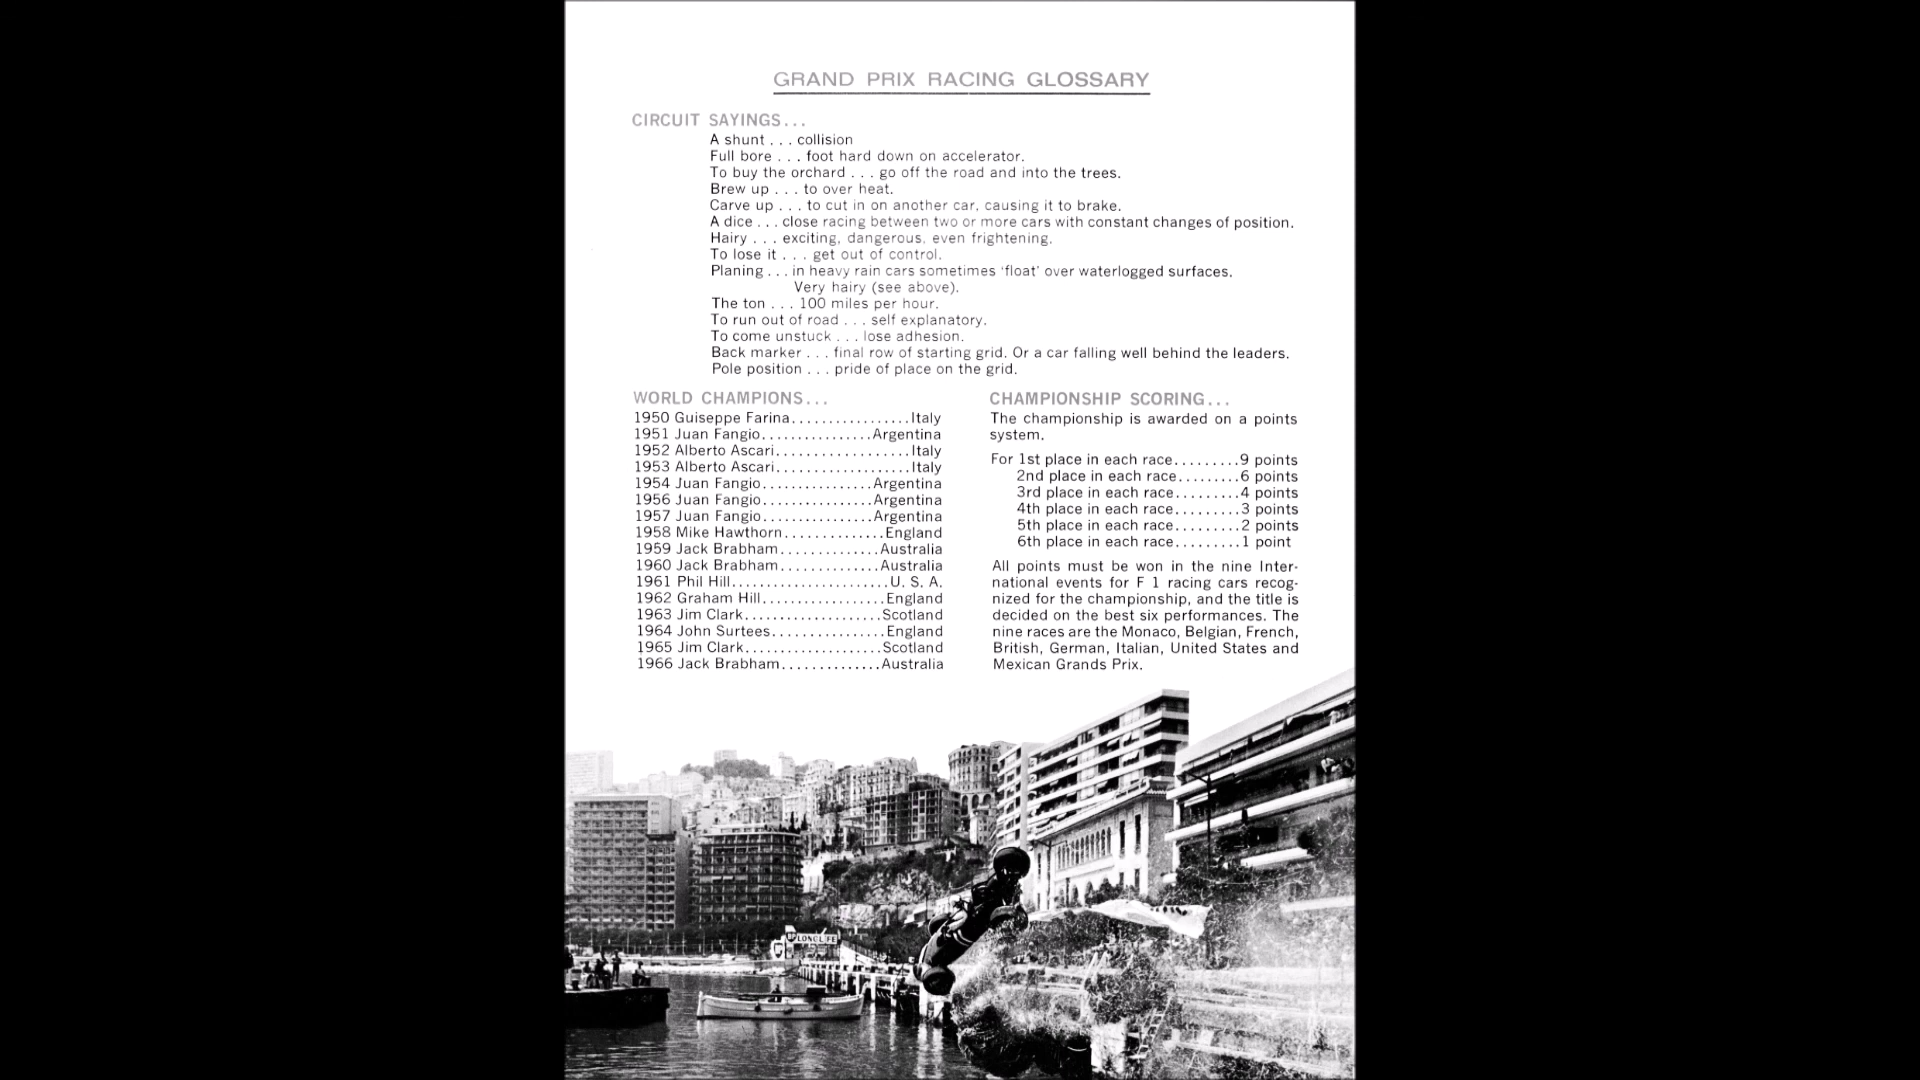 GRAND PRIX RACING GLOSSARY
CIRCUIT SAYINGS...
A shunt . . . collision
Full bore . . . foot hard down on accelerator.
To buy the orchard . . . go off the road and into the trees.
Brew up . . . to over heat.
Carve up . . . to cut in on another car, causing it to brake.
A dice . . . close racing between two or more cars with constant changes of position.
Hairy . . . exciting, dangerous, even frightening.
To lose it . . . get out of control.
Planing . . . in heavy rain cars sometimes 'float' over waterlogged surfaces.
Very hairy (see above).
The ton . . . 100 miles per hour.
To run out of road . . . self explanatory.
To come unstuck . . . lose adhesion.
Back marker . . . final row of starting grid. Or a car falling well behind the leaders.
Pole position . . . pride of place on the grid.
WORLD CHAMPIONS...
1950 Guiseppe Farina.................Italy
1951 Juan Fangio................Argentina
1952 Alberto Ascari...................Italy
1953 Alberto Ascari...................Italy
1954 Juan Fangio................Argentina
1956 Juan Fangio................Argentina
1957 Juan Fangio................Argentina
1958 Mike Hawthorn..............England
1959 Jack Brabham..............Australia
1960 Jack Brabham..............Australia
1961 Phil Hill.......................U. S. A.
1962 Graham Hill..................England
1963 Jim Clark....................Scotland
1964 John Surtees................England
1965 Jim Clark....................Scotland
1966 Jack Brabham..............Australia
CHAMPIONSHIP SCORING...
The championship is awarded on a points
system.
For 1st place in each race.........9 points
2nd place in each race.........6 points
3rd place in each race.........4 points
4th place in each race.........3 points
5th place in each race.........2 points
6th place in each race.........1 point
All points must be won in the nine Inter-
national events for F 1 racing cars recog-
nized for the championship, and the title is
decided on the best six performances. The
nine races are the Monaco, Belgian, French,
British, German, Italian, United States and
Mexican Grands Prix.
BP LONGLIFE